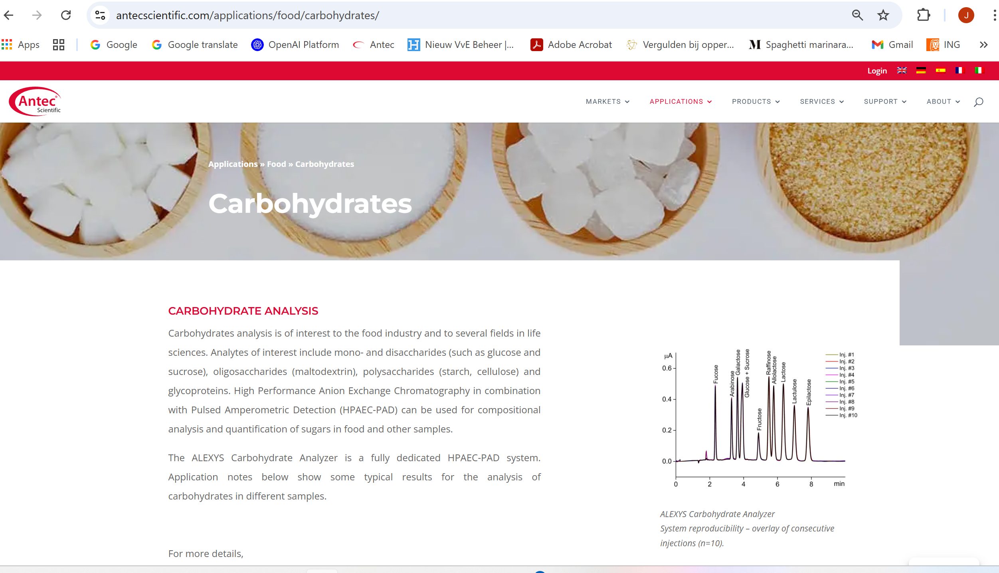 antecscientific.com/applications/food/carbohydrates/
J
Apps
Google
Google translate
OpenAI Platform
Antec
Nieuw VvE Beheer |...
Adobe Acrobat
Vergulden bij opper...
Spaghetti marinara...
Gmail
ING
Login
Antec®
Scientific
MARKETS
APPLICATIONS
PRODUCTS
SERVICES
SUPPORT
ABOUT
Applications » Food » Carbohydrates
Carbohydrates
CARBOHYDRATE ANALYSIS
Carbohydrates analysis is of interest to the food industry and to several fields in life
sciences. Analytes of interest include mono- and disaccharides (such as glucose and
sucrose), oligosaccharides (maltodextrin), polysaccharides (starch, cellulose) and
glycoproteins. High Performance Anion Exchange Chromatography in combination
with Pulsed Amperometric Detection (HPAEC-PAD) can be used for compositional
analysis and quantification of sugars in food and other samples.
The ALEXYS Carbohydrate Analyzer is a fully dedicated HPAEC-PAD system.
Application notes below show some typical results for the analysis of
carbohydrates in different samples.
For more details,
µA
0.6
0.4
0.2
0.0
0
2
4
6
8
min
Fucose
Arabinose
Galactose
Glucose + Sucrose
Fructose
Raffinose
Allolactose
Lactose
Lactulose
Epilactose
Inj. #1
Inj. #2
Inj. #3
Inj. #4
Inj. #5
Inj. #6
Inj. #7
Inj. #8
Inj. #9
Inj. #10
ALEXYS Carbohydrate Analyzer
System reproducibility – overlay of consecutive
injections (n=10).